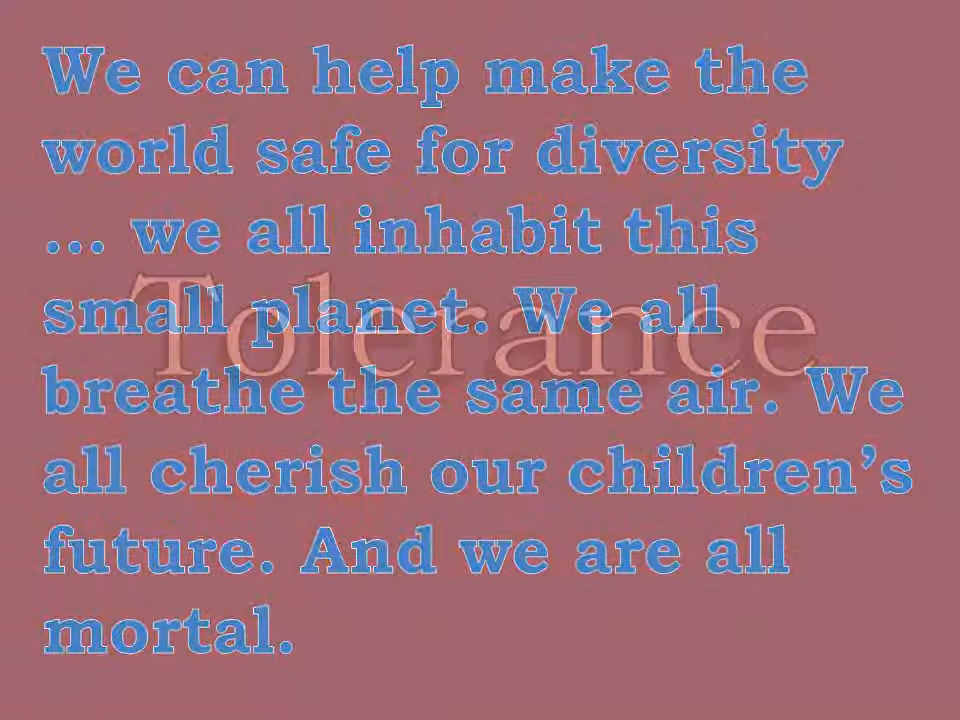 We can help make the
world safe for diversity
... we all inhabit this
small planet. We all
Tolerance
breathe the same air. We
all cherish our children’s
future. And we are all
mortal.